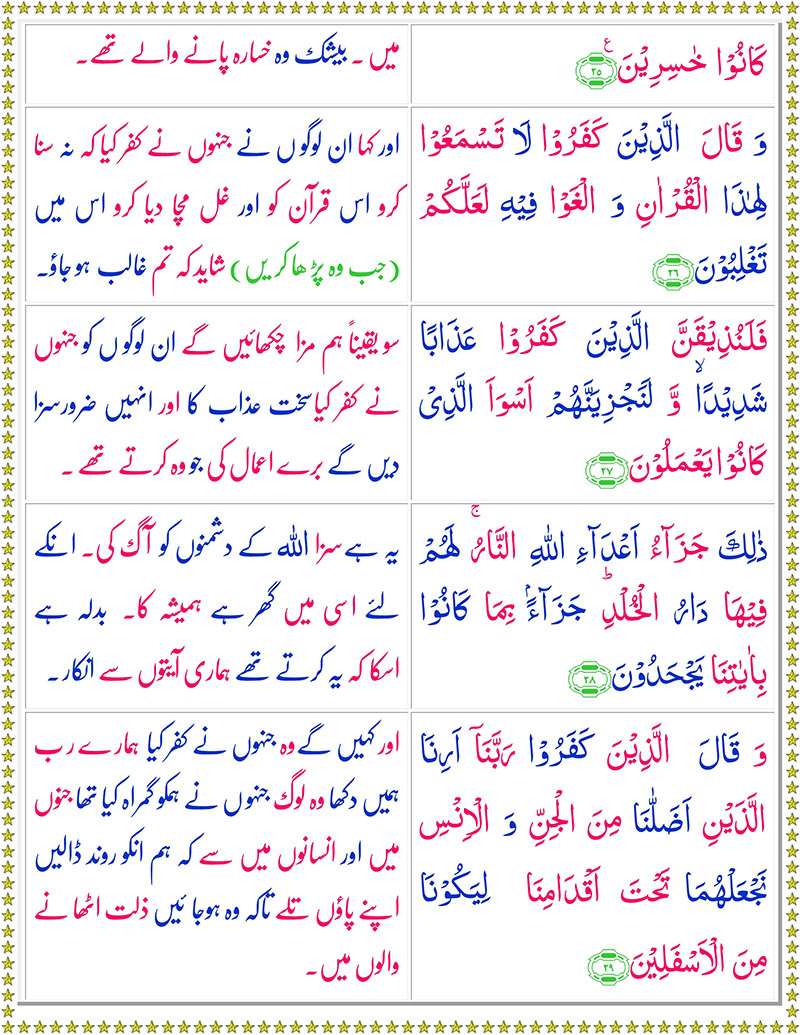 كَانُوْا خٰسِرِيْنَ ۧ ﴿۲۵﴾
میں ۔ بیشک وہ خسارہ پانے والے تھے۔
وَ قَالَ الَّذِيْنَ كَفَرُوْا لَا تَسْمَعُوْا
لِهٰذَا الْقُرْاٰنِ وَ الْغَوْا فِيْهِ لَعَلَّكُمْ
تَغْلِبُوْنَ ﴿۲۶﴾
اور کہا ان لوگوں نے جنہوں نے کفر کیا کہ نہ سنا
کرو اس قرآن کو اور غل مچا دیا کرو اس میں
(جب وہ پڑھا کریں) شاید کہ تم غالب ہو جاؤ۔
فَلَنُذِيْقَنَّ الَّذِيْنَ كَفَرُوْا عَذَابًا
شَدِيْدًا ۙ وَّ لَنَجْزِيَنَّهُمْ اَسْوَاَ الَّذِىْ
كَانُوْا يَعْمَلُوْنَ ﴿۲۷﴾
سو یقیناً ہم مزا چکھائیں گے ان لوگوں کو جنہوں
نے کفر کیا سخت عذاب کا اور انہیں ضرور سزا
دیں گے برے اعمال کی جو وہ کرتے تھے ۔
ذٰلِكَ جَزَآءُ اَعْدَآءِ اللهِ النَّارُ ۚ لَهُمْ
فِيْهَا دَارُ الْخُلْدِ ؕ جَزَآءًۢ بِمَا كَانُوْا
بِاٰيٰتِنَا يَجْحَدُوْنَ ﴿۲۸﴾
یہ ہے سزا اللہ کے دشمنوں کو آگ کی۔ انکے
لئے اسی میں گھر ہے ہمیشہ کا۔ بدلہ ہے
اسکا کہ یہ کرتے تھے ہماری آیتوں سے انکار۔
وَ قَالَ الَّذِيْنَ كَفَرُوْا رَبَّنَاۤ اَرِنَا
الَّذَيْنِ اَضَلّٰنَا مِنَ الْجِنِّ وَ الْاِنْسِ
نَجْعَلْهُمَا تَحْتَ اَقْدَامِنَا لِيَكُوْنَا
مِنَ الْاَسْفَلِيْنَ ﴿۲۹﴾
اور کہیں گے وہ جنہوں نے کفر کیا ہمارے رب
ہمیں دکھا وہ لوگ جنہوں نے ہمکو گمراہ کیا تھا جنوں
میں اور انسانوں میں سے کہ ہم انکو روند ڈالیں
اپنے پاؤں تلے تاکہ وہ ہوجائیں ذلت اٹھانے
والوں میں۔